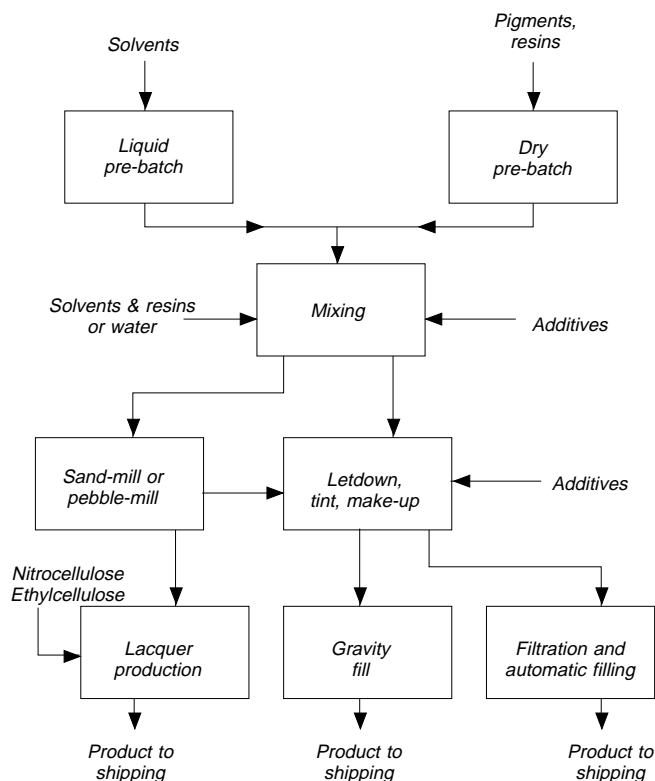 Solvents
Pigments,
resins
Liquid
pre-batch
Dry
pre-batch
Solvents & resins
or water
Mixing
Additives
Sand-mill or
pebble-mill
Letdown,
tint, make-up
Additives
Nitrocellulose
Ethylcellulose
Lacquer
production
Gravity
fill
Filtration and
automatic filling
Product to
shipping
Product to
shipping
Product to
shipping